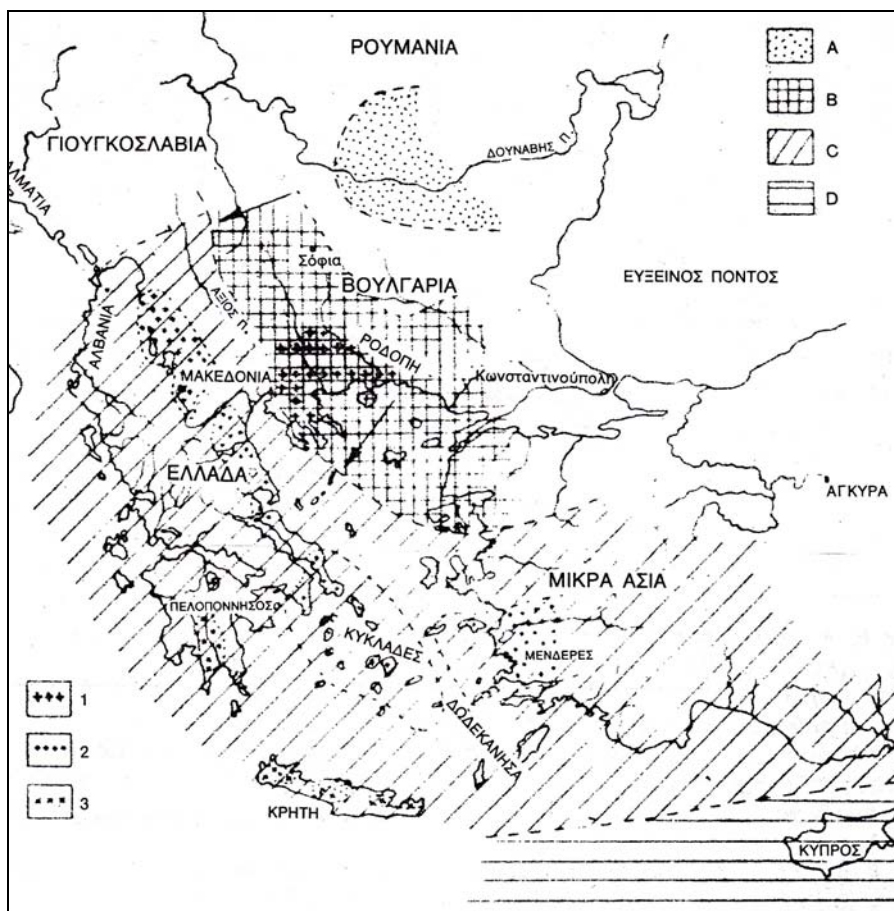 ΡΟΥΜΑΝΙΑ
A
B
C
D
ΓΙΟΥΓΚΟΣΛΑΒΙΑ
ΔΟΥΝΑΒΗΣ Π.
ΑΛΜΑΤΙΑ
Σόφια
ΒΟΥΛΓΑΡΙΑ
ΕΥΞΕΙΝΟΣ ΠΟΝΤΟΣ
ΑΞΙΟΣ Π.
ΑΛΒΑΝΙΑ
ΡΟΔΟΠΗ
ΜΑΚΕΔΟΝΙΑ
Κωνσταντινούπολη
ΕΛΛΑΔΑ
ΑΓΚΥΡΑ
ΜΙΚΡΑ ΑΣΙΑ
ΠΕΛΟΠΟΝΝΗΣΟΣ
ΚΥΚΛΑΔΕΣ
ΜΕΝΔΕΡΕΣ
ΔΩΔΕΚΑΝΗΣΑ
1
2
3
ΚΡΗΤΗ
ΚΥΠΡΟΣ